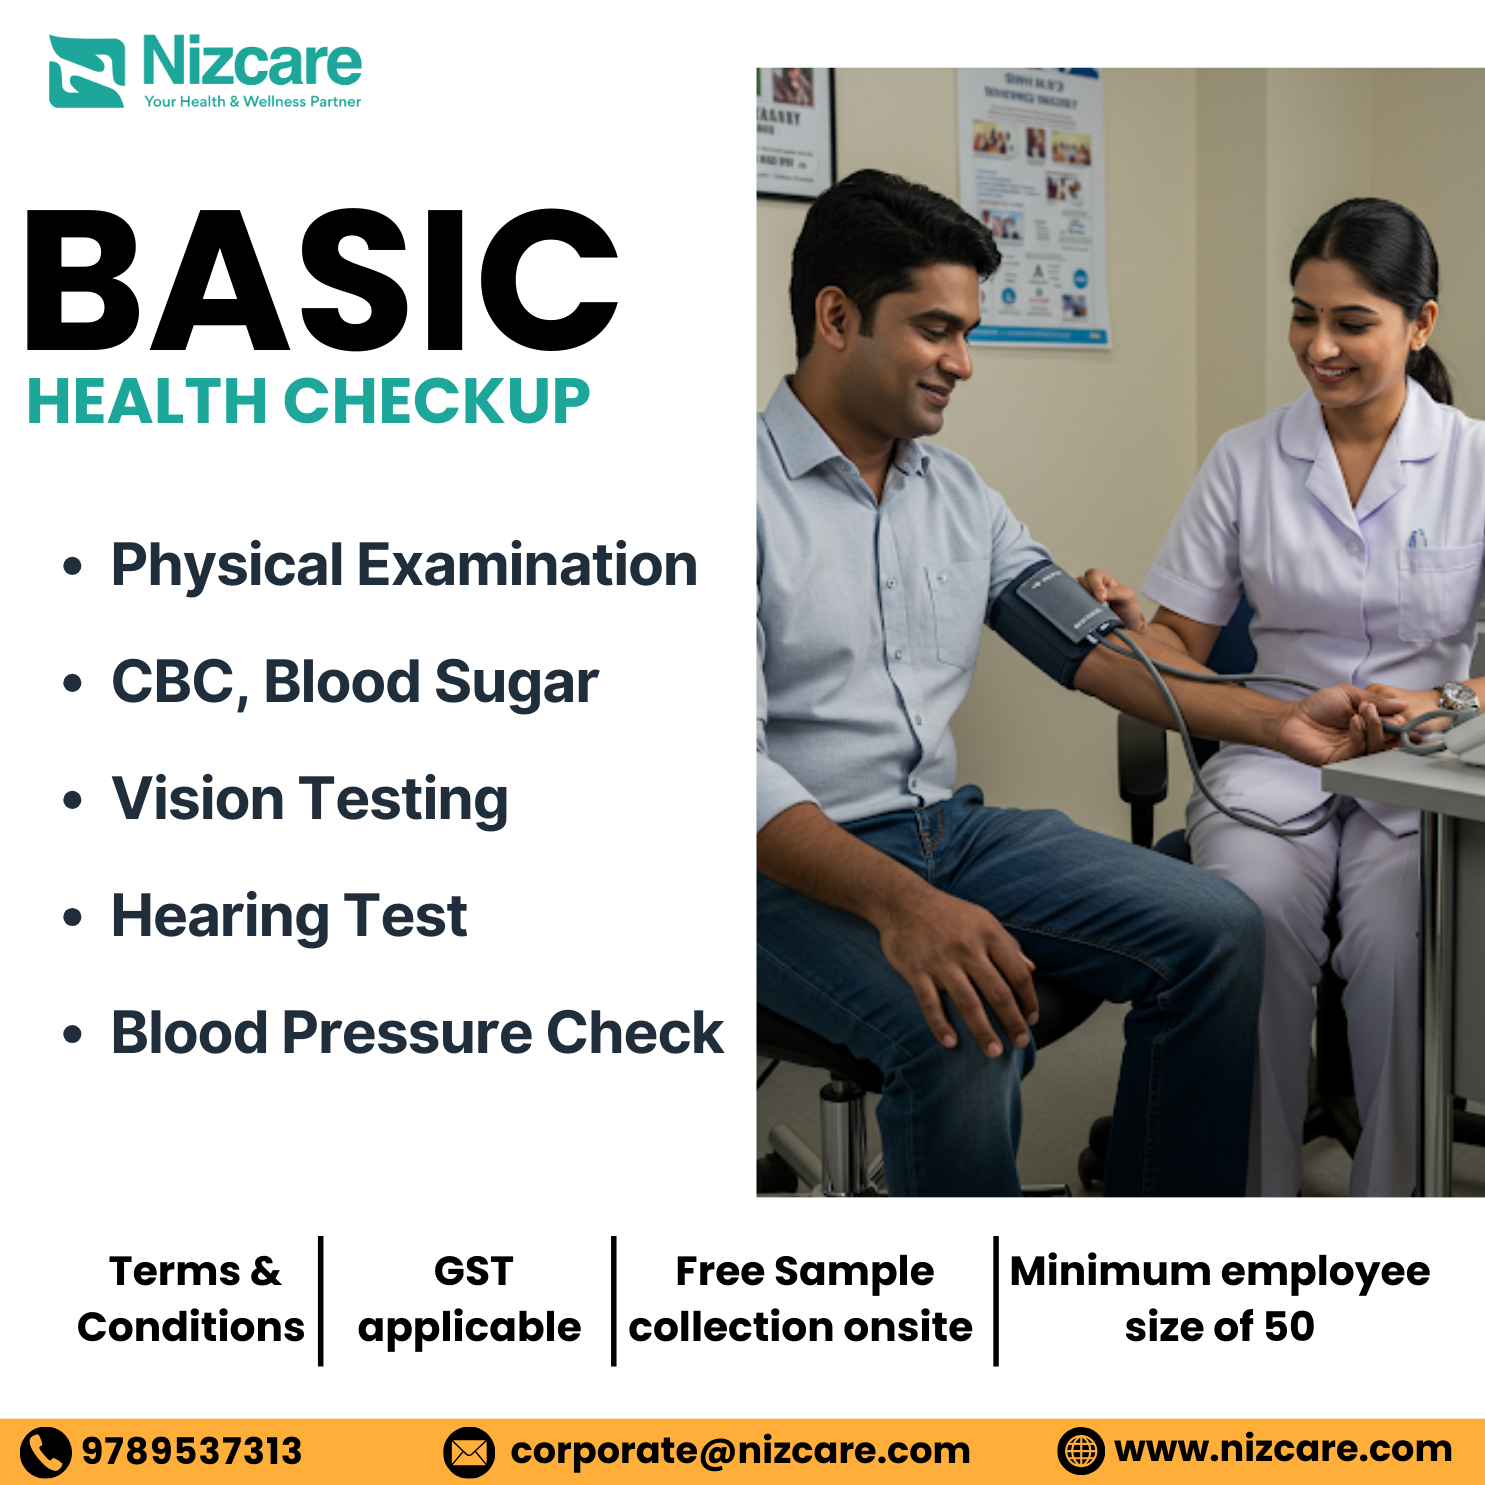 Nizcare
Your Health & Wellness Partner
BASIC
HEALTH CHECKUP
• Physical Examination
• CBC, Blood Sugar
• Vision Testing
• Hearing Test
• Blood Pressure Check
Terms &
Conditions
GST
applicable
Free Sample
collection onsite
Minimum employee
size of 50
9789537313
corporate@nizcare.com
www.nizcare.com